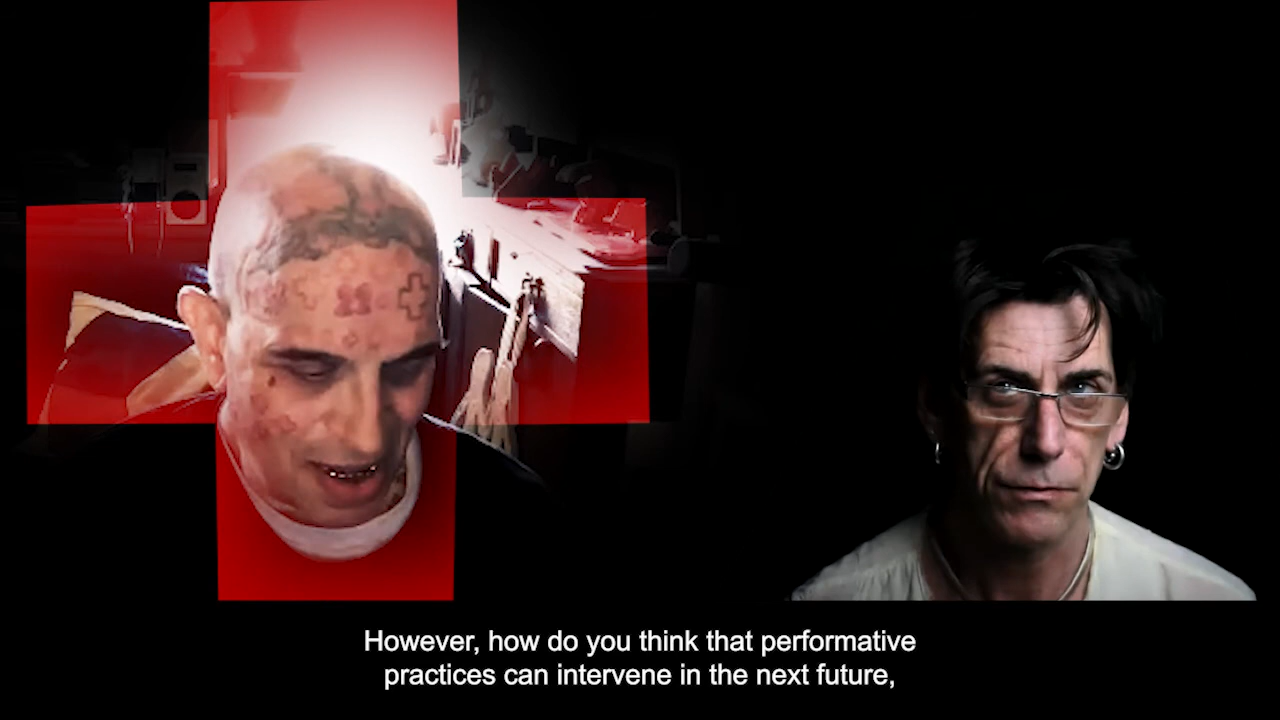 However, how do you think that performative
practices can intervene in the next future,